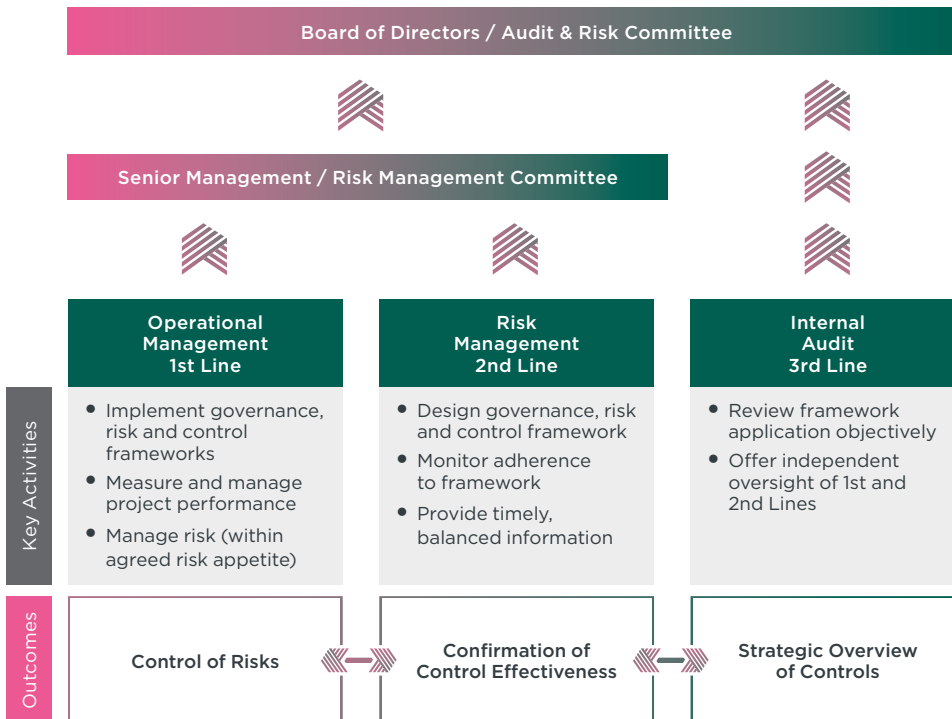 Board of Directors / Audit & Risk Committee
Senior Management / Risk Management Committee
Operational
Management
1st Line
Risk
Management
2nd Line
Internal
Audit
3rd Line
Key Activities
• Implement governance,
risk and control
frameworks
• Measure and manage
project performance
• Manage risk (within
agreed risk appetite)
• Design governance, risk
and control framework
• Monitor adherence
to framework
• Provide timely,
balanced information
• Review framework
application objectively
• Offer independent
oversight of 1st and
2nd Lines
Outcomes
Control of Risks
Confirmation of
Control Effectiveness
Strategic Overview
of Controls